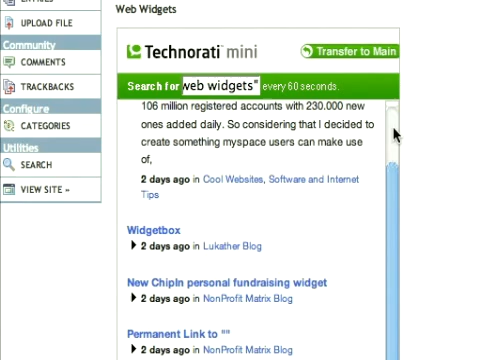 Web Widgets
UPLOAD FILE
Community
COMMENTS
TRACKBACKS
Configure
CATEGORIES
Utilities
SEARCH
VIEW SITE »
Technorati mini
Transfer to Main
Search for web widgets" every 60 seconds.
106 million registered accounts with 230.000 new
ones added daily. So considering that I decided to
create something myspace users can make use
of,
2 days ago in Cool Websites, Software and Internet
Tips
Widgetbox
2 days ago in Lukather Blog
New ChipIn personal fundraising widget
2 days ago in NonProfit Matrix Blog
Permanent Link to ""
2 days ago in NonProfit Matrix Blog